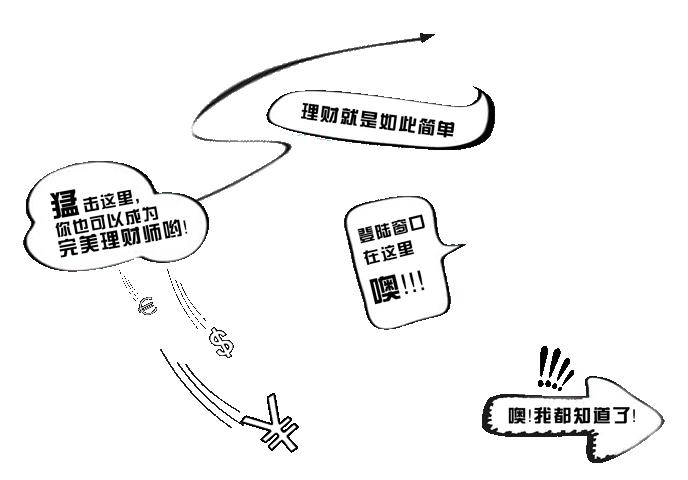 理财就是如此简单
猛击这里，
你也可以成为
完美理财师哟！
登陆窗口
在这里
噢！！！
€
$
¥
!!!!
噢！我都知道了！